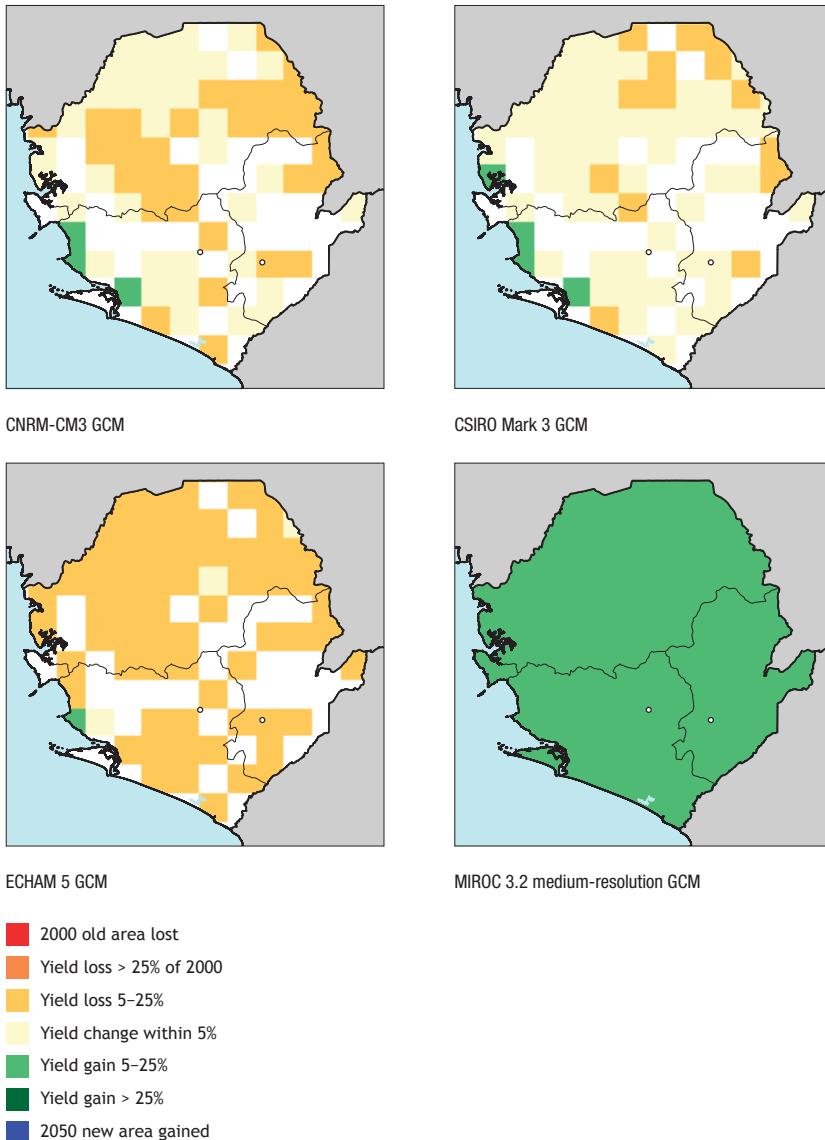 CNRM-CM3 GCM
CSIRO Mark 3 GCM
ECHAM 5 GCM
MIROC 3.2 medium-resolution GCM
2000 old area lost
Yield loss > 25% of 2000
Yield loss 5–25%
Yield change within 5%
Yield gain 5–25%
Yield gain > 25%
2050 new area gained